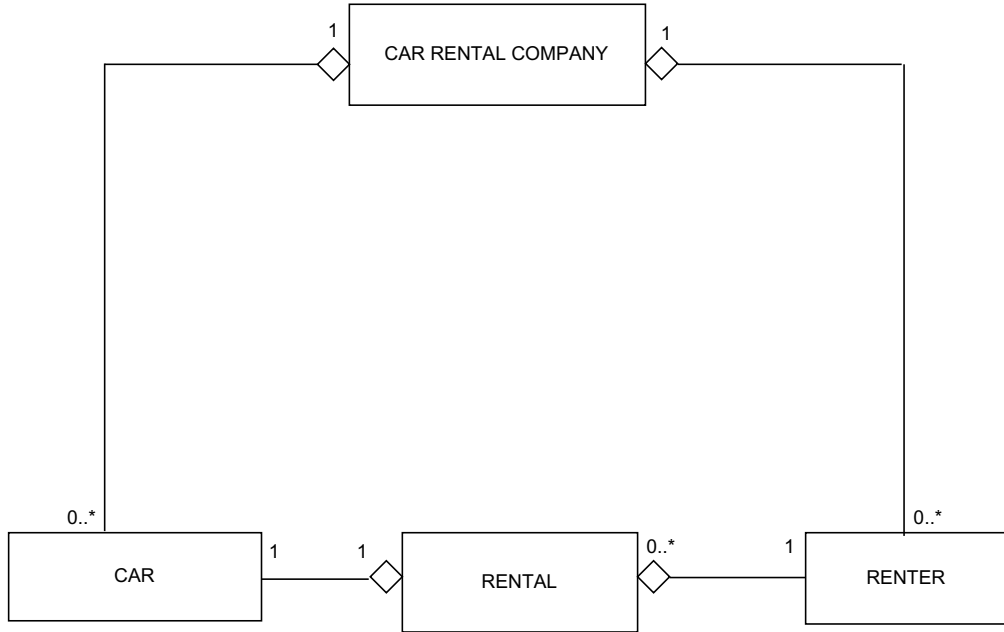 1
1
CAR RENTAL COMPANY
0..*
0..*
1
1
0..*
1
CAR
RENTAL
RENTER